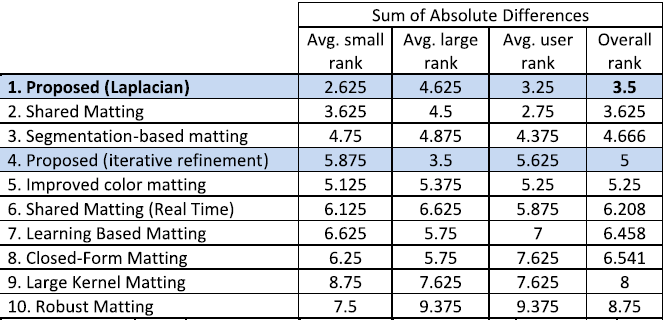 Sum of Absolute Differences
Avg. small rank Avg. large rank Avg. user rank Overall rank
1. Proposed (Laplacian) 2.625 4.625 3.25 3.5
2. Shared Matting 3.625 4.5 2.75 3.625
3. Segmentation-based matting 4.75 4.875 4.375 4.666
4. Proposed (iterative refinement) 5.875 3.5 5.625 5
5. Improved color matting 5.125 5.375 5.25 5.25
6. Shared Matting (Real Time) 6.125 6.625 5.875 6.208
7. Learning Based Matting 6.625 5.75 7 6.458
8. Closed-Form Matting 6.25 5.75 7.625 6.541
9. Large Kernel Matting 8.75 7.625 7.625 8
10. Robust Matting 7.5 9.375 9.375 8.75